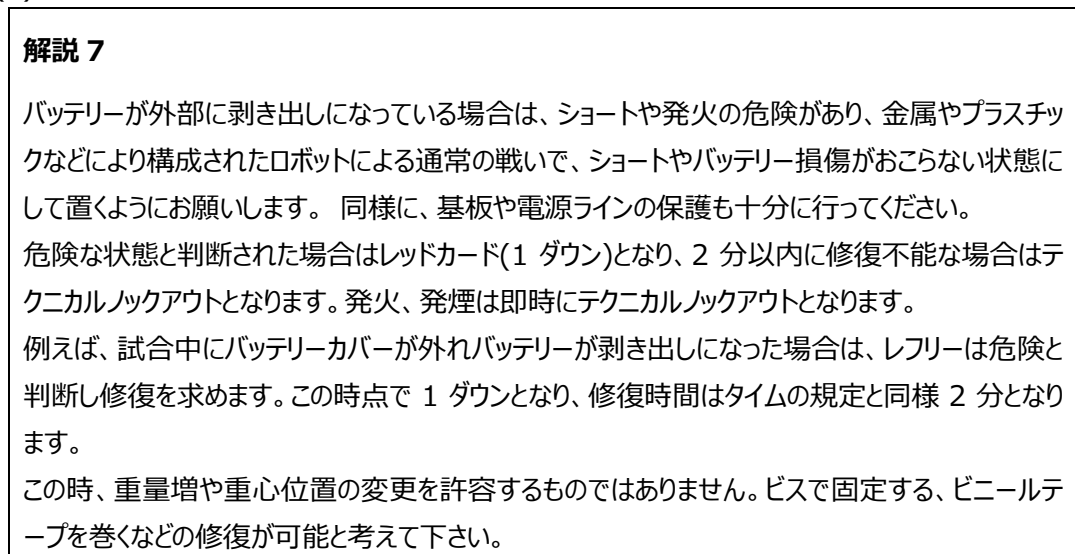 解説 7
バッテリーが外部に剥き出しになっている場合は、ショートや発火の危険があり、金属やプラスチッ
クなどにより構成されたロボットによる通常の戦いで、ショートやバッテリー損傷がおこらない状態に
して置くようにお願いします。 同様に、基板や電源ラインの保護も十分に行ってください。
危険な状態と判断された場合はレッドカード(1 ダウン)となり、2 分以内に修復不能な場合はテ
クニカルノックアウトとなります。発火、発煙は即時にテクニカルノックアウトとなります。
例えば、試合中にバッテリーカバーが外れバッテリーが剥き出しになった場合は、レフリーは危険と
判断し修復を求めます。この時点で 1 ダウンとなり、修復時間はタイムの規定と同様 2 分となり
ます。
この時、重量増や重心位置の変更を許容するものではありません。ビスで固定する、ビニールテ
ープを巻くなどの修復が可能と考えて下さい。